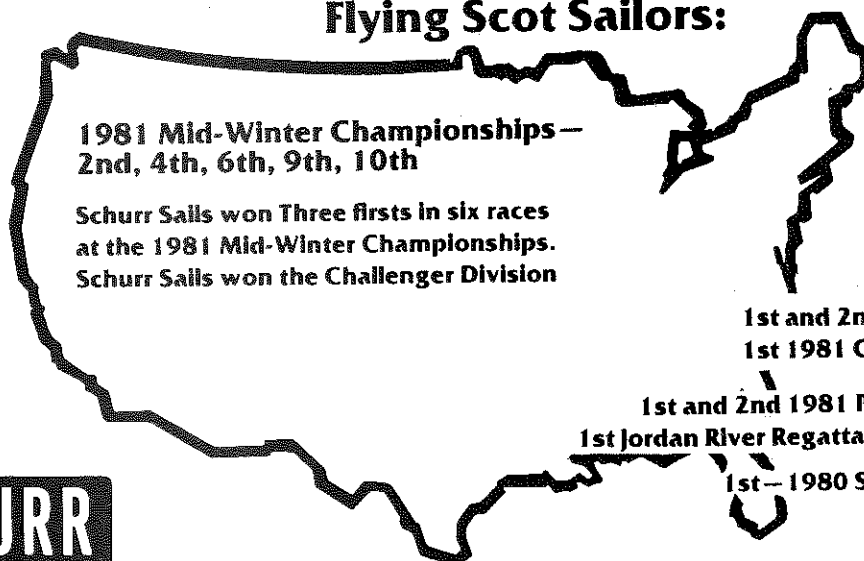 Flying Scot Sailors:
1981 Mid-Winter Championships—
2nd, 4th, 6th, 9th, 10th
Schurr Sails won Three firsts in six races
at the 1981 Mid-Winter Championships.
Schurr Sails won the Challenger Division
1st and 2n
1st 1981 C
1st and 2nd 1981
1st Jordan River Regatta
1st—1980 S
URR